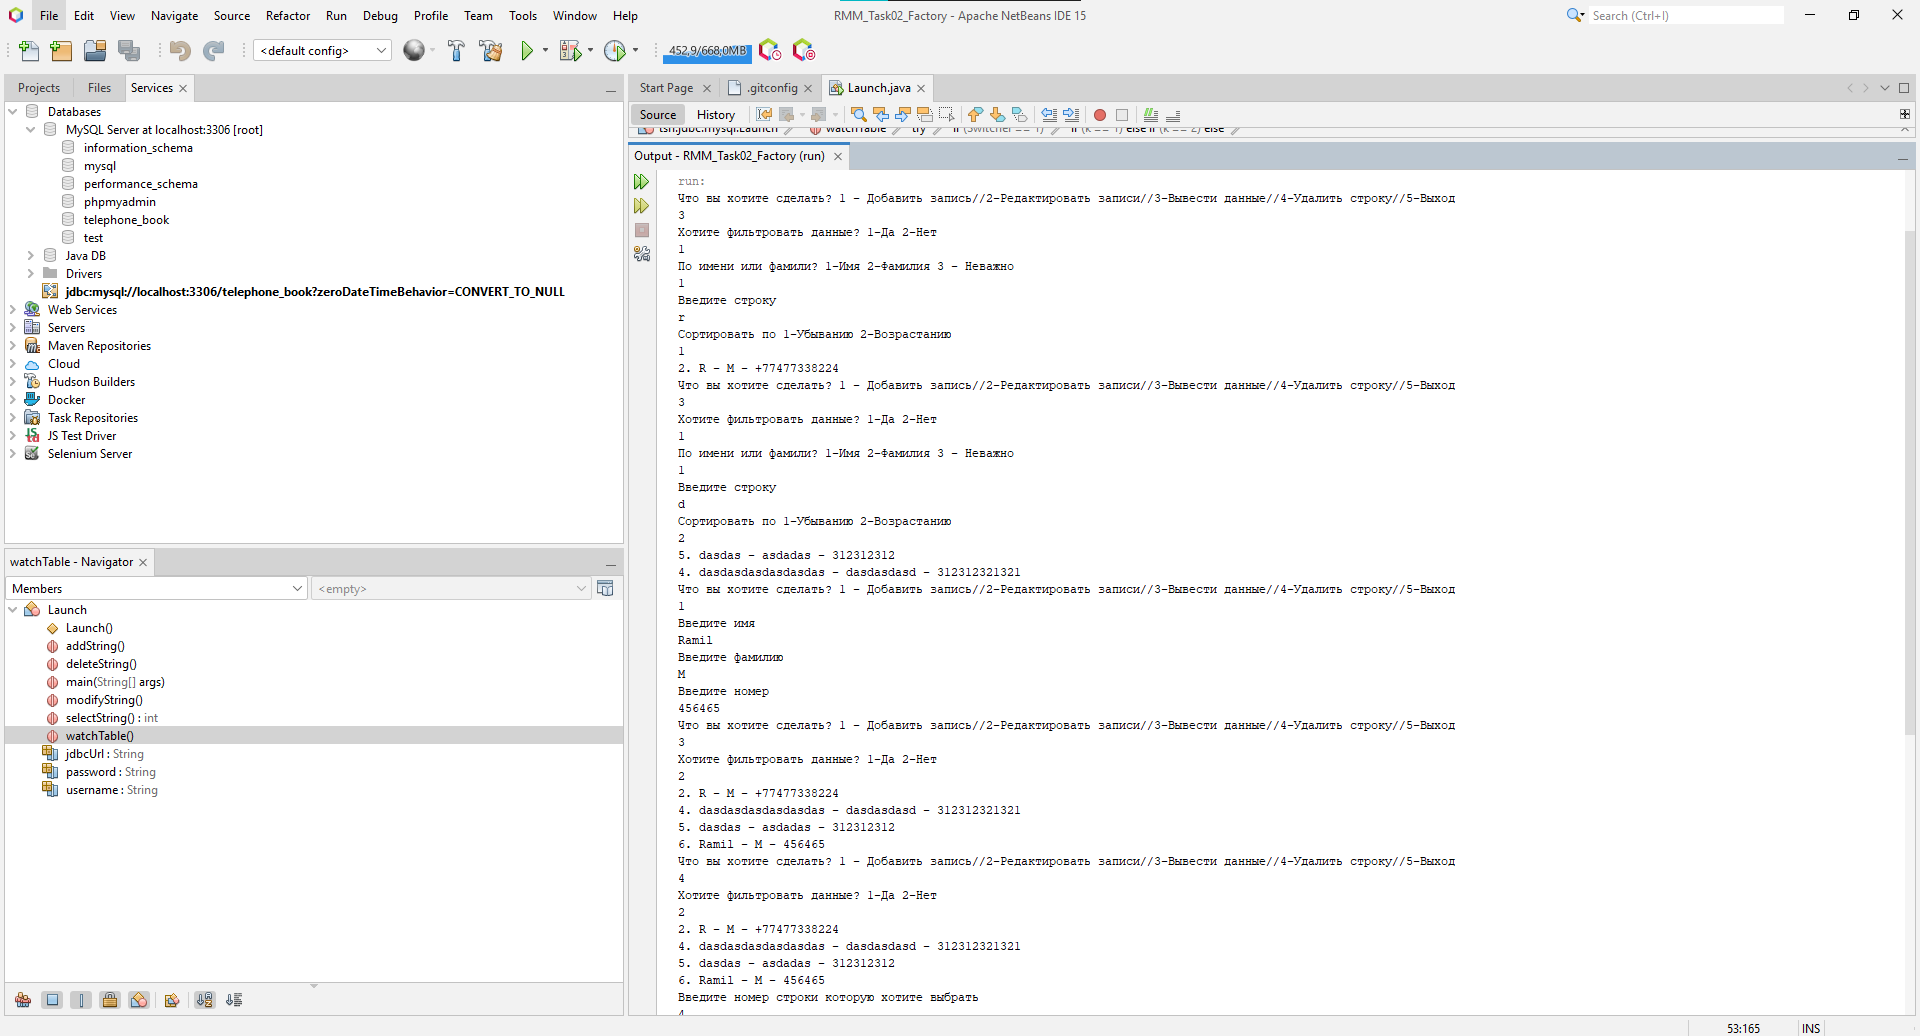 File Edit View Navigate Source Refactor Run Debug Profile Team Tools Window Help
RMM_Task02_Factory - Apache NetBeans IDE 15
Search (Ctrl+I)
<default config>
452,9/668,0MB
Projects Files Services
Databases
MySQL Server at localhost:3306 [root]
information_schema
mysql
performance_schema
phpmyadmin
telephone_book
test
Java DB
Drivers
jdbc:mysql://localhost:3306/telephone_book?zeroDateTimeBehavior=CONVERT_TO_NULL
Web Services
Servers
Maven Repositories
Cloud
Hudson Builders
Docker
Task Repositories
JS Test Driver
Selenium Server
watchTable - Navigator
Members
<empty>
Launch
Launch()
addString()
deleteString()
main(String[] args)
modifyString()
selectString() : int
watchTable()
jdbcUrl : String
password : String
username : String
Start Page .gitconfig Launch.java
Source History
tsn.jdbc.mysql.Launch watchTable try if (Switcher == 1) if (k == 1) else if (k == 2) else
Output - RMM_Task02_Factory (run)
run:
Что вы хотите сделать? 1 - Добавить запись//2-Редактировать записи//3-Вывести данные//4-Удалить строку//5-Выход
3
Хотите фильтровать данные? 1-Да 2-Нет
1
По имени или фамили? 1-Имя 2-Фамилия 3 - Неважно
1
Введите строку
r
Сортировать по 1-Убыванию 2-Возрастанию
1
2. R - M - +77477338224
Что вы хотите сделать? 1 - Добавить запись//2-Редактировать записи//3-Вывести данные//4-Удалить строку//5-Выход
3
Хотите фильтровать данные? 1-Да 2-Нет
1
По имени или фамили? 1-Имя 2-Фамилия 3 - Неважно
1
Введите строку
d
Сортировать по 1-Убыванию 2-Возрастанию
2
5. dasdas - asdadas - 312312312
4. dasdasdasdasdasdas - dasdasdasd - 312312321321
Что вы хотите сделать? 1 - Добавить запись//2-Редактировать записи//3-Вывести данные//4-Удалить строку//5-Выход
1
Введите имя
Ramil
Введите фамилию
M
Введите номер
456465
Что вы хотите сделать? 1 - Добавить запись//2-Редактировать записи//3-Вывести данные//4-Удалить строку//5-Выход
3
Хотите фильтровать данные? 1-Да 2-Нет
2
2. R - M - +77477338224
4. dasdasdasdasdasdas - dasdasdasd - 312312321321
5. dasdas - asdadas - 312312312
6. Ramil - M - 456465
Что вы хотите сделать? 1 - Добавить запись//2-Редактировать записи//3-Вывести данные//4-Удалить строку//5-Выход
4
Хотите фильтровать данные? 1-Да 2-Нет
2
2. R - M - +77477338224
4. dasdasdasdasdasdas - dasdasdasd - 312312321321
5. dasdas - asdadas - 312312312
6. Ramil - M - 456465
Введите номер строки которую хотите выбрать
4
53:165 INS